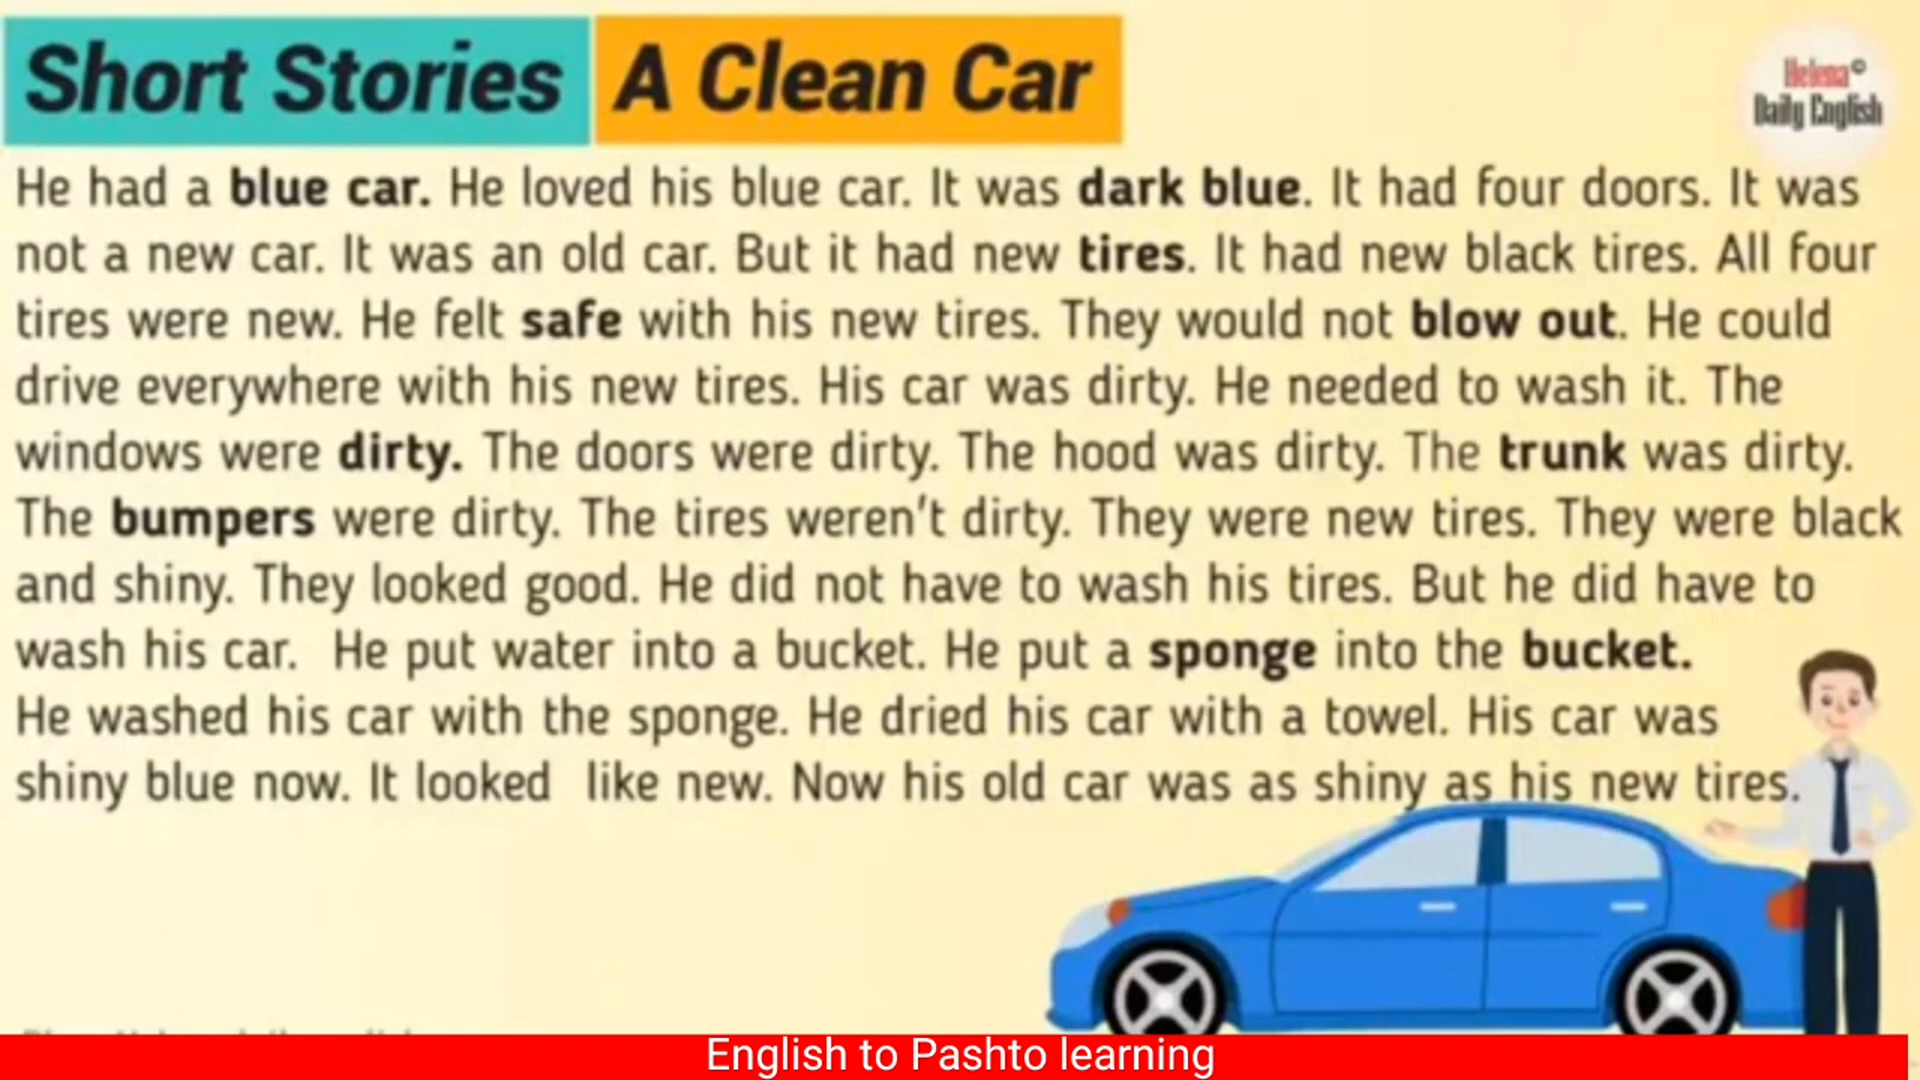 Short Stories A Clean Car
Helena©
Daily English
He had a blue car. He loved his blue car. It was dark blue. It had four doors. It was
not a new car. It was an old car. But it had new tires. It had new black tires. All four
tires were new. He felt safe with his new tires. They would not blow out. He could
drive everywhere with his new tires. His car was dirty. He needed to wash it. The
windows were dirty. The doors were dirty. The hood was dirty. The trunk was dirty.
The bumpers were dirty. The tires weren't dirty. They were new tires. They were black
and shiny. They looked good. He did not have to wash his tires. But he did have to
wash his car. He put water into a bucket. He put a sponge into the bucket.
He washed his car with the sponge. He dried his car with a towel. His car was
shiny blue now. It looked like new. Now his old car was as shiny as his new tires.
English to Pashto learning